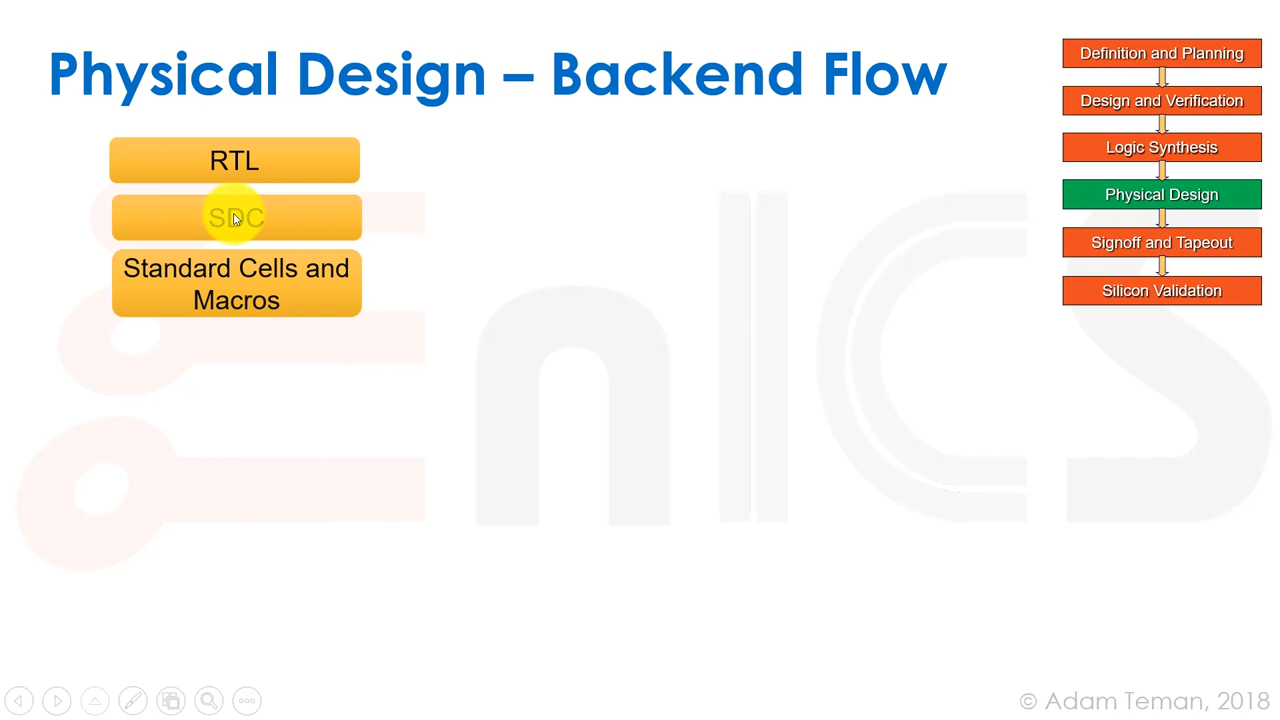 Physical Design – Backend Flow
RTL
SDC
Standard Cells and
Macros
Definition and Planning
Design and Verification
Logic Synthesis
Physical Design
Signoff and Tapeout
Silicon Validation
EnICS
© Adam Teman, 2018